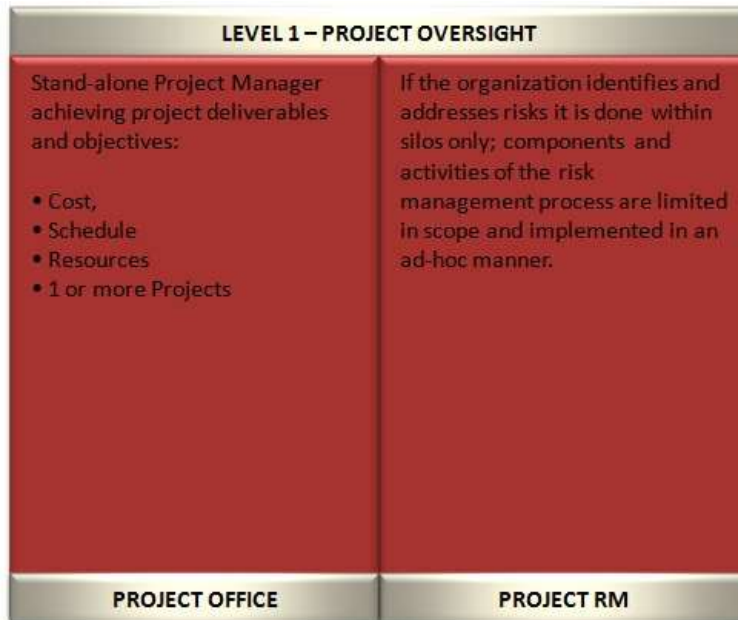 LEVEL 1 – PROJECT OVERSIGHT
Stand-alone Project Manager
achieving project deliverables
and objectives:
• Cost,
• Schedule
• Resources
• 1 or more Projects
If the organization identifies and
addresses risks it is done within
silos only; components and
activities of the risk
management process are limited
in scope and implemented in an
ad-hoc manner.
PROJECT OFFICE
PROJECT RM